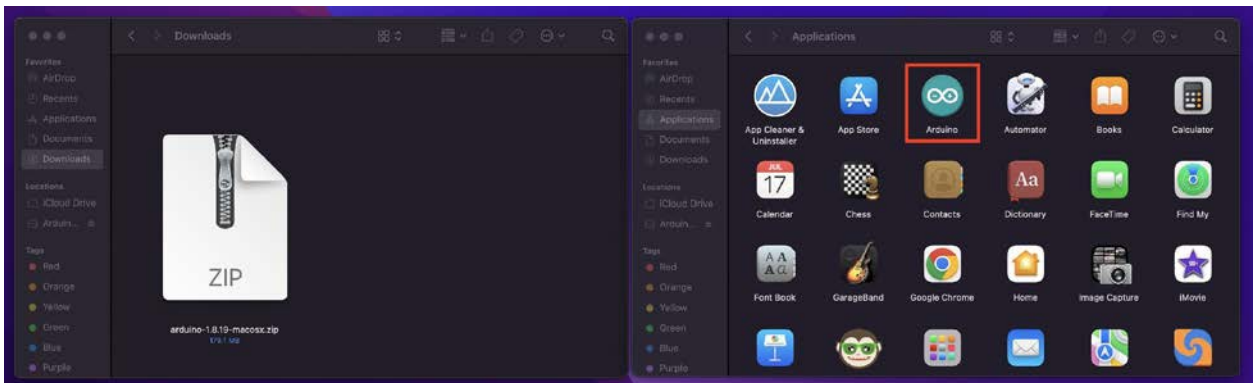 Downloads
Favorites
AirDrop
Recents
Applications
Documents
Downloads
Locations
iCloud Drive
Arduin...
Tags
Red
Orange
Yellow
Green
Blue
Purple
ZIP
arduino-1.8.19-macosx.zip
Applications
Favorites
AirDrop
Recents
Applications
Documents
Downloads
Locations
iCloud Drive
Arduin...
Tags
Red
Orange
Yellow
Green
Blue
Purple
App Cleaner &
Uninstaller
App Store
Arduino
Automator
Books
Calculator
JUL
17
Aa
Calendar
Chess
Contacts
Dictionary
FaceTime
Find My
Font Book
GarageBand
Google Chrome
Home
Image Capture
iMovie